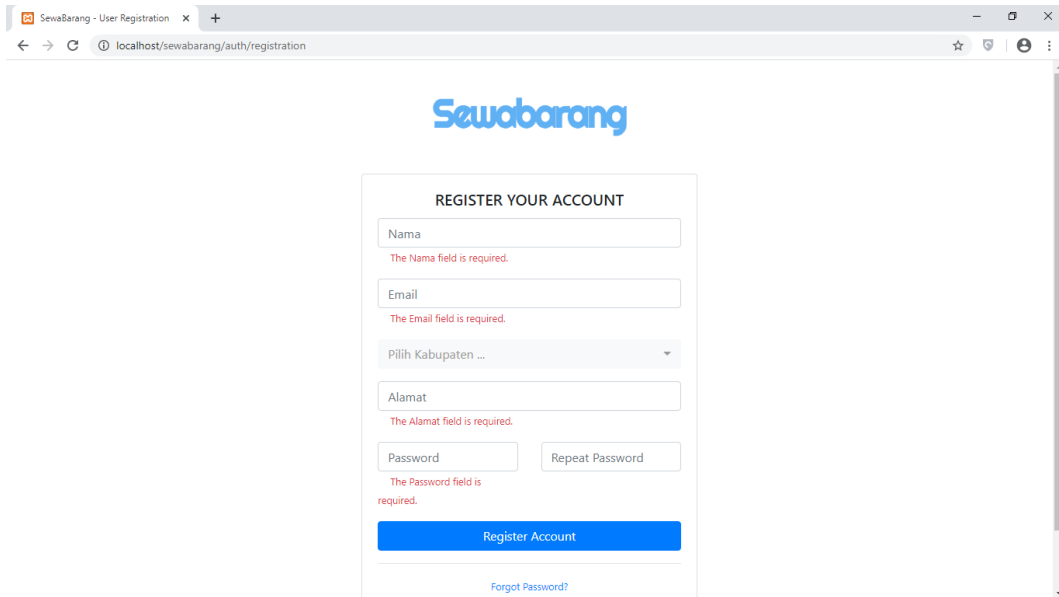 SewaBarang - User Registration
localhost/sewabarang/auth/registration
Sewabarang
REGISTER YOUR ACCOUNT
Nama
The Nama field is required.
Email
The Email field is required.
Pilih Kabupaten ...
Alamat
The Alamat field is required.
Password Repeat Password
The Password field is
required.
Register Account
Forgot Password?